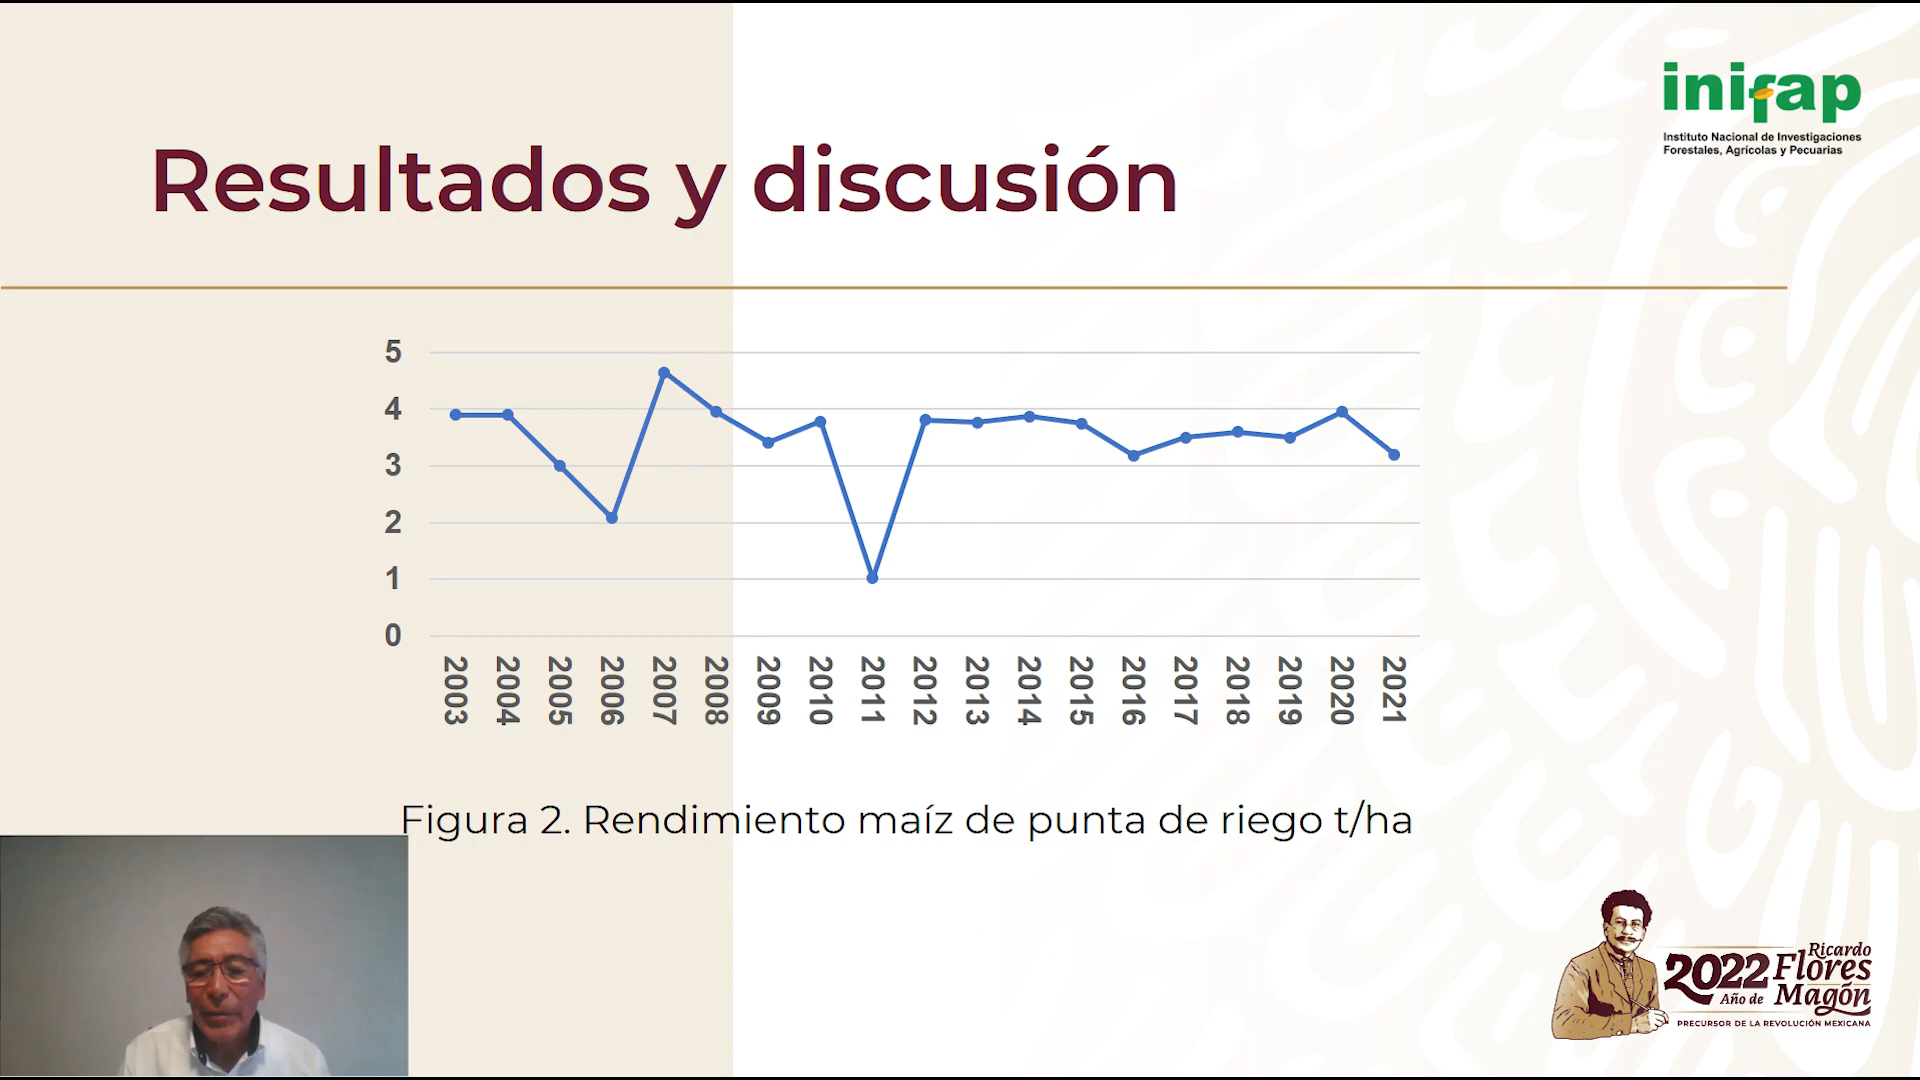 inifap
Instituto Nacional de Investigaciones
Forestales, Agrícolas y Pecuarias
Resultados y discusión
5
4
3
2
1
0
2003 2004 2005 2006 2007 2008 2009 2010 2011 2012 2013 2014 2015 2016 2017 2018 2019 2020 2021
Figura 2. Rendimiento maíz de punta de riego t/ha
2022 Ricardo
Flores
Año de Magón
PRECURSOR DE LA REVOLUCIÓN MEXICANA